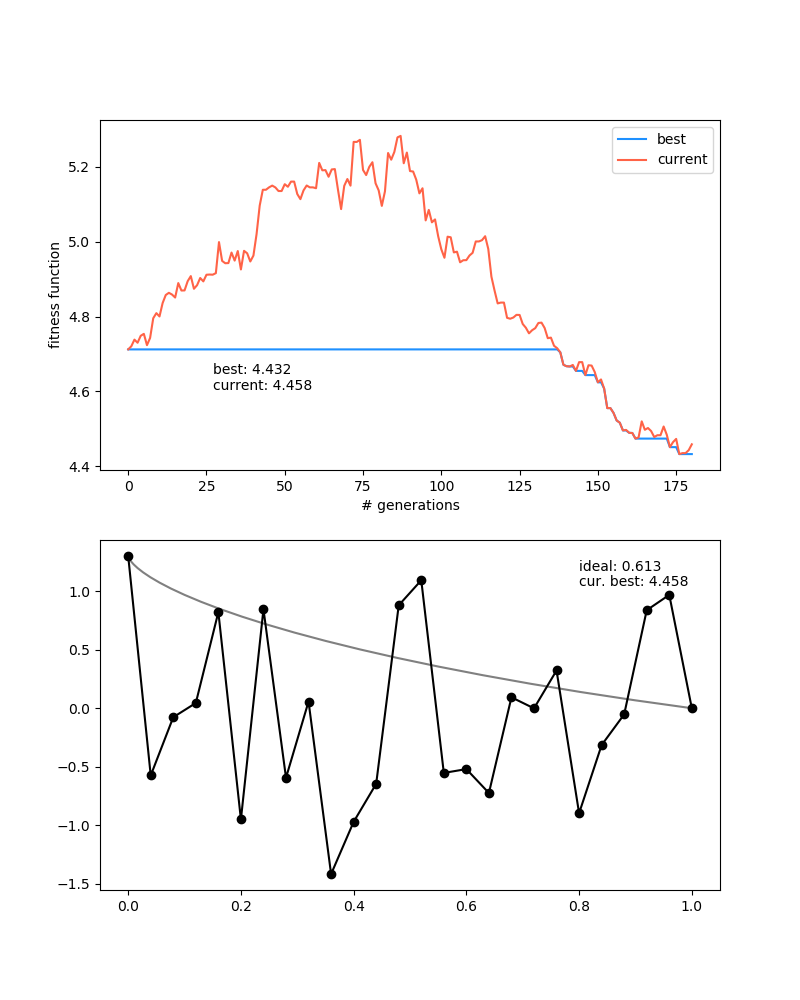 best
current
5.2
5.0
4.8
4.6
4.4
fitness function
best: 4.432
current: 4.458
0 25 50 75 100 125 150 175
# generations
ideal: 0.613
cur. best: 4.458
1.0
0.5
0.0
−0.5
−1.0
−1.5
0.0 0.2 0.4 0.6 0.8 1.0